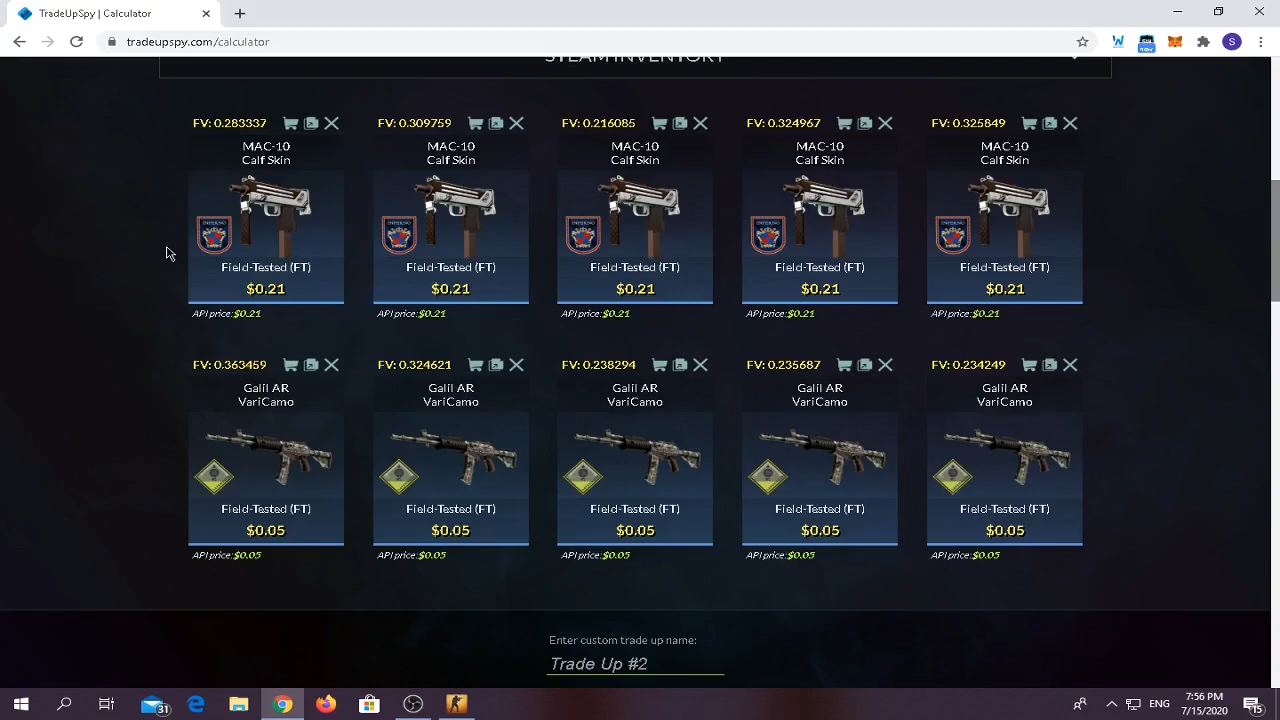 TradeUpSpy | Calculator
tradeupspy.com/calculator
S
STEAM INVENTORY
FV: 0.283337
FV: 0.309759
FV: 0.216085
FV: 0.324967
FV: 0.325849
MAC-10
Calf Skin
MAC-10
Calf Skin
MAC-10
Calf Skin
MAC-10
Calf Skin
MAC-10
Calf Skin
INFERNO
INFERNO
INFERNO
INFERNO
INFERNO
Field-Tested (FT)
Field-Tested (FT)
Field-Tested (FT)
Field-Tested (FT)
Field-Tested (FT)
$0.21
$0.21
$0.21
$0.21
$0.21
API price:$0.21
API price:$0.21
API price:$0.21
API price:$0.21
API price:$0.21
FV: 0.363459
FV: 0.324621
FV: 0.238294
FV: 0.235687
FV: 0.234249
Galil AR
VariCamo
Galil AR
VariCamo
Galil AR
VariCamo
Galil AR
VariCamo
Galil AR
VariCamo
Field-Tested (FT)
Field-Tested (FT)
Field-Tested (FT)
Field-Tested (FT)
Field-Tested (FT)
$0.05
$0.05
$0.05
$0.05
$0.05
API price:$0.05
API price:$0.05
API price:$0.05
API price:$0.05
API price:$0.05
Enter custom trade up name:
Trade Up #2
31
ENG
7:56 PM
7/15/2020
15